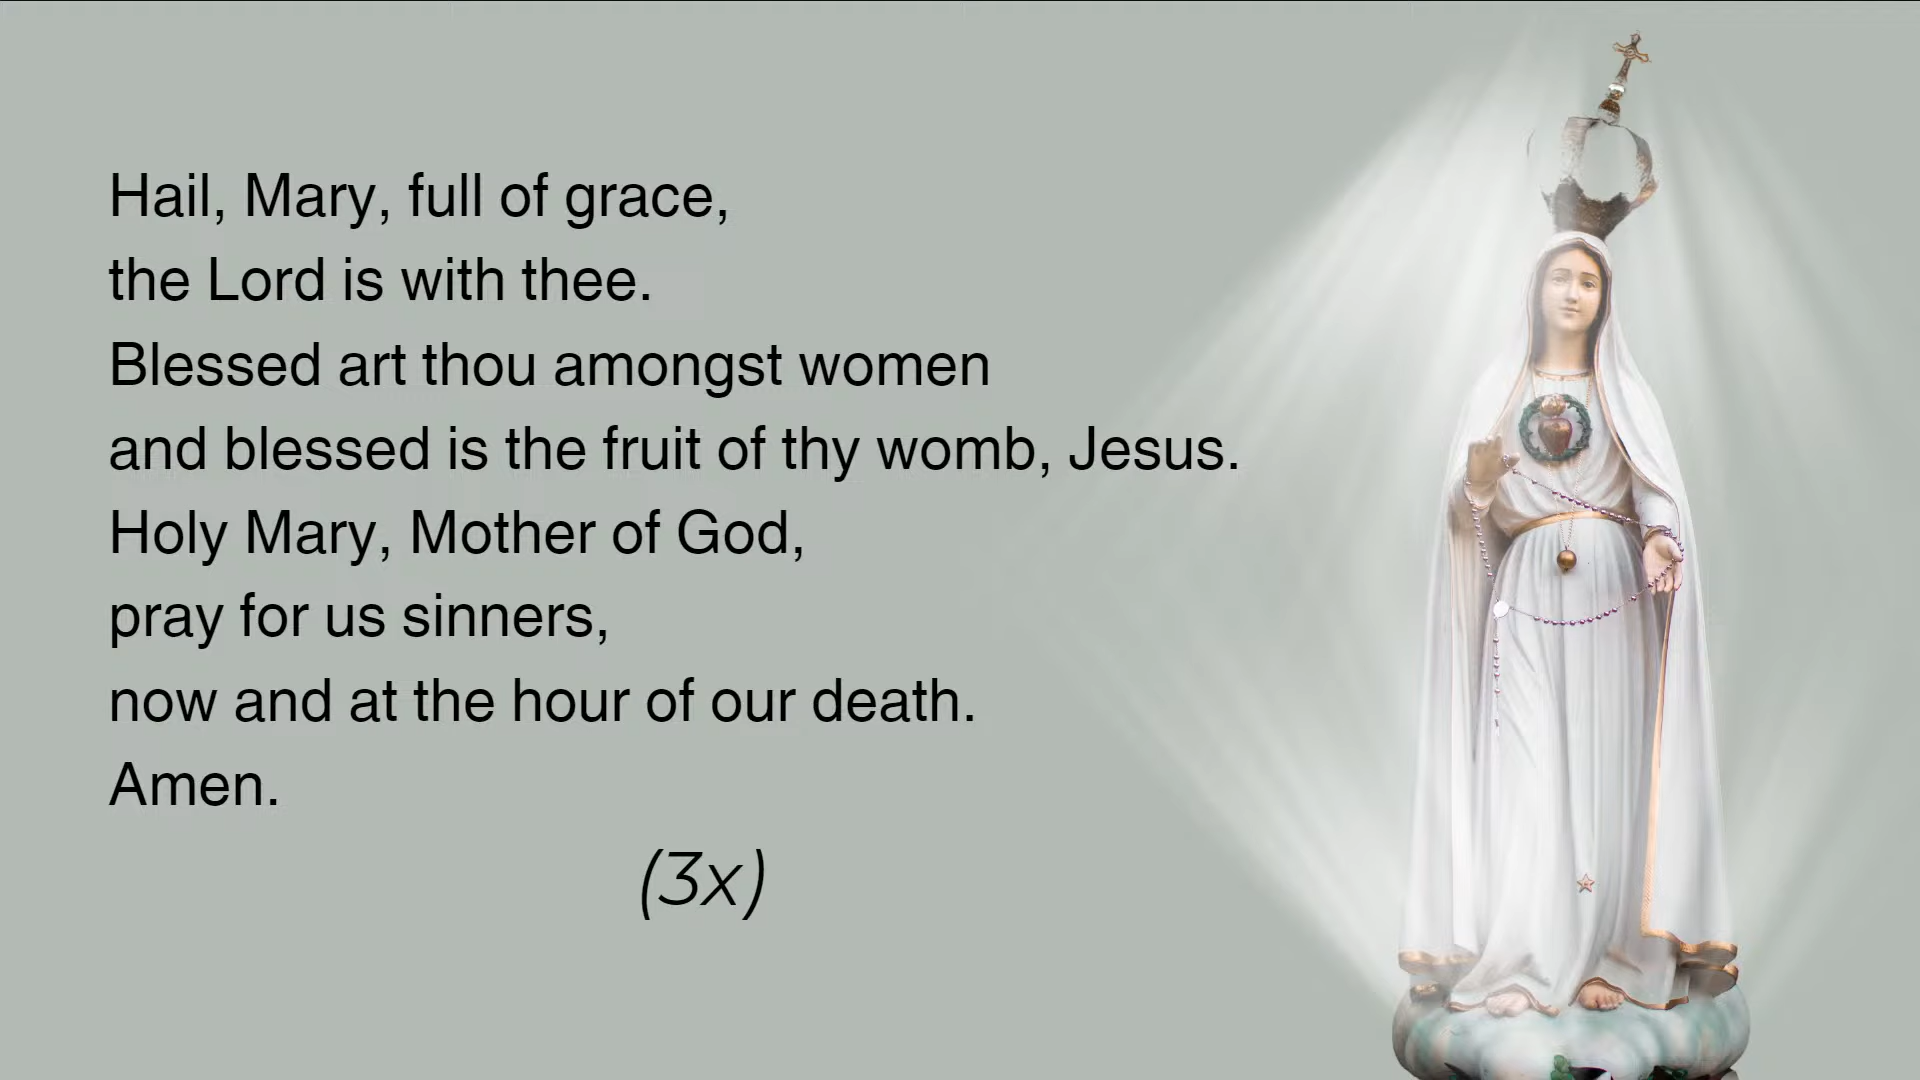 Hail, Mary, full of grace,
the Lord is with thee.
Blessed art thou amongst women
and blessed is the fruit of thy womb, Jesus.
Holy Mary, Mother of God,
pray for us sinners,
now and at the hour of our death.
Amen.
(3x)